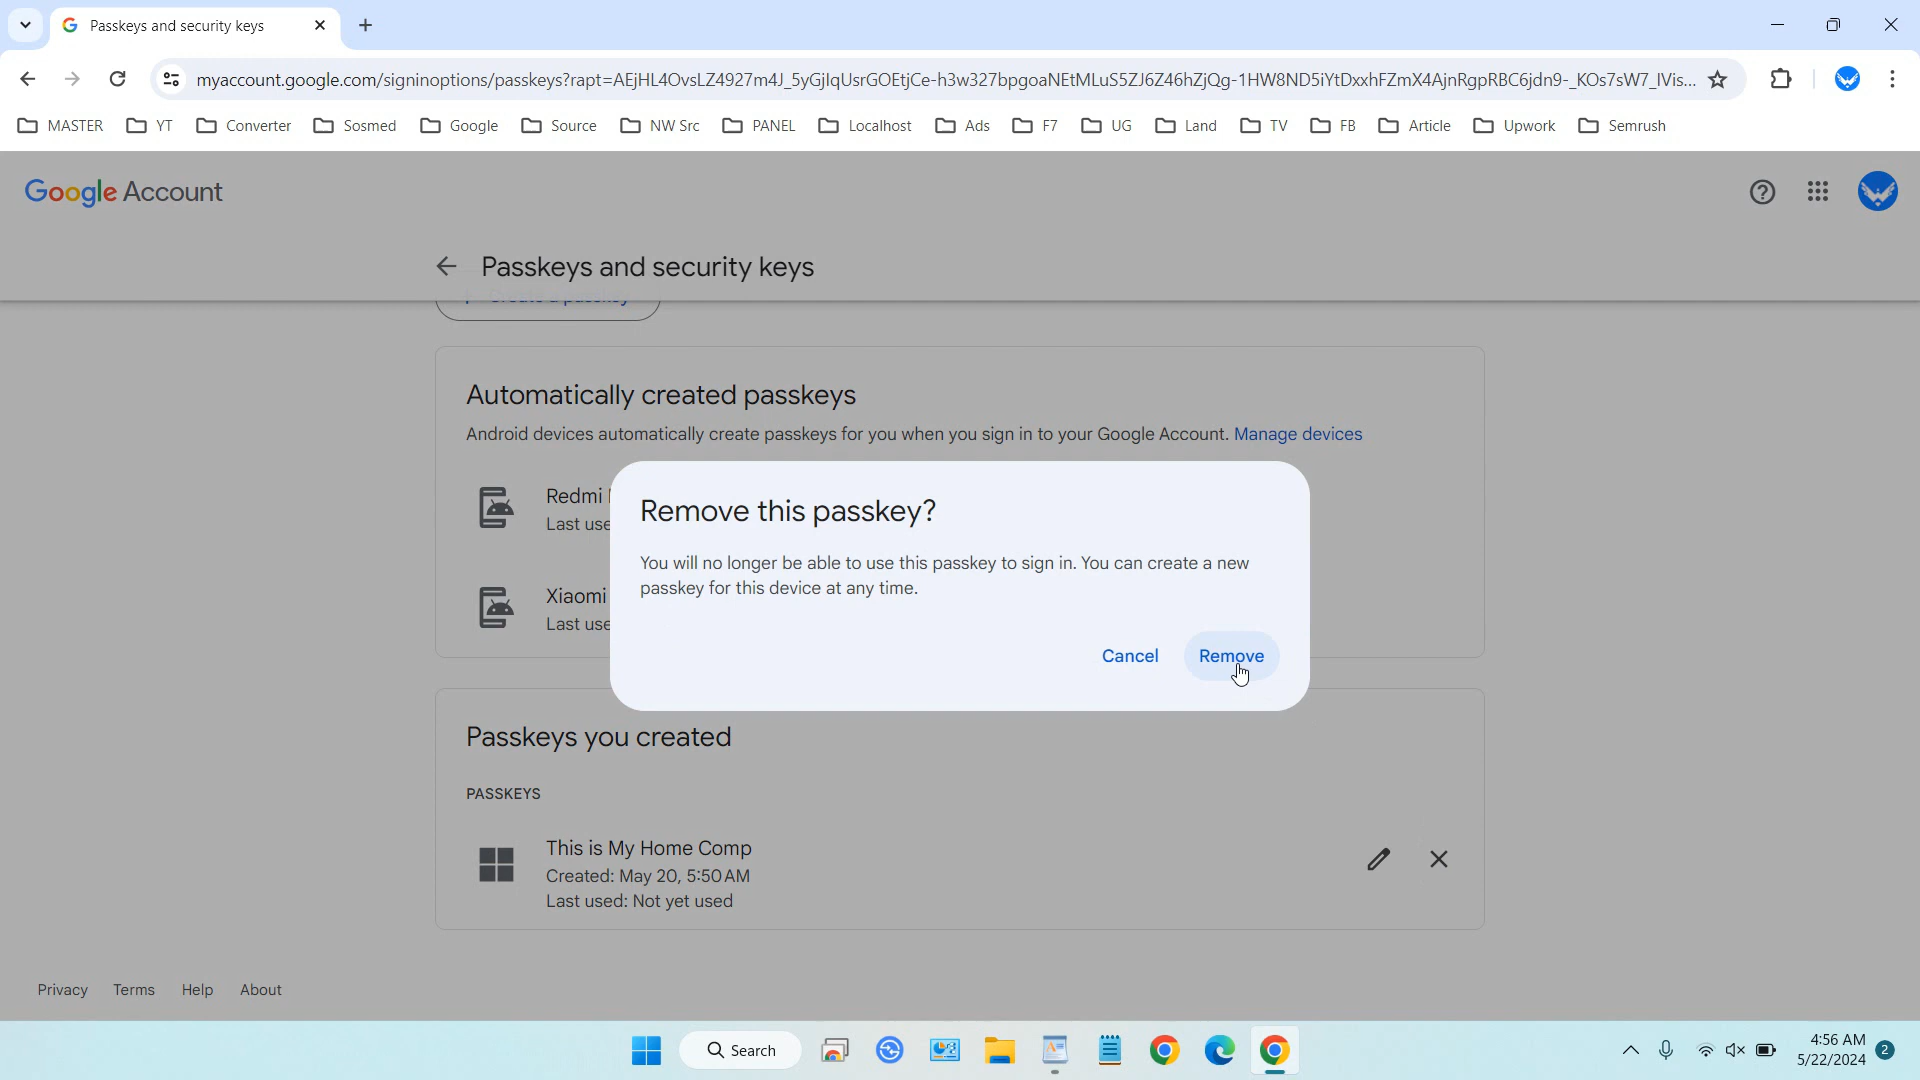 Passkeys and security keys
myaccount.google.com/signinoptions/passkeys?rapt=AEjHL4OvsLZ4927m4J_5yGjlqUsrGOEtjCe-h3w327bpgoaNEtMLuS5ZJ6Z46hZjQg-1HW8ND5iYtDxxhFZmX4AjnRgpRBC6jdn9-_KOs7sW7_IVis...
MASTER YT Converter Sosmed Google Source NW Src PANEL Localhost Ads F7 UG Land TV FB Article Upwork Semrush
Google Account
Passkeys and security keys
Automatically created passkeys
Android devices automatically create passkeys for you when you sign in to your Google Account. Manage devices
Redmi
Last use
Xiaomi
Last use
Remove this passkey?
You will no longer be able to use this passkey to sign in. You can create a new
passkey for this device at any time.
Cancel Remove
Passkeys you created
PASSKEYS
This is My Home Comp
Created: May 20, 5:50 AM
Last used: Not yet used
Privacy Terms Help About
Search
4:56 AM
5/22/2024 2